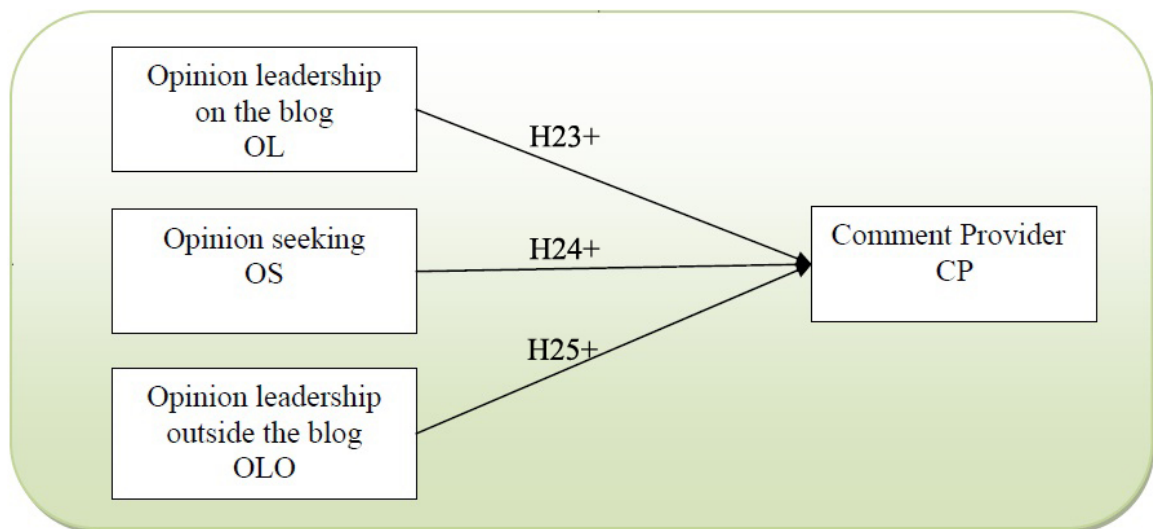 Opinion leadership
on the blog
OL
H23+
Opinion seeking
OS
H24+
Comment Provider
CP
H25+
Opinion leadership
outside the blog
OLO